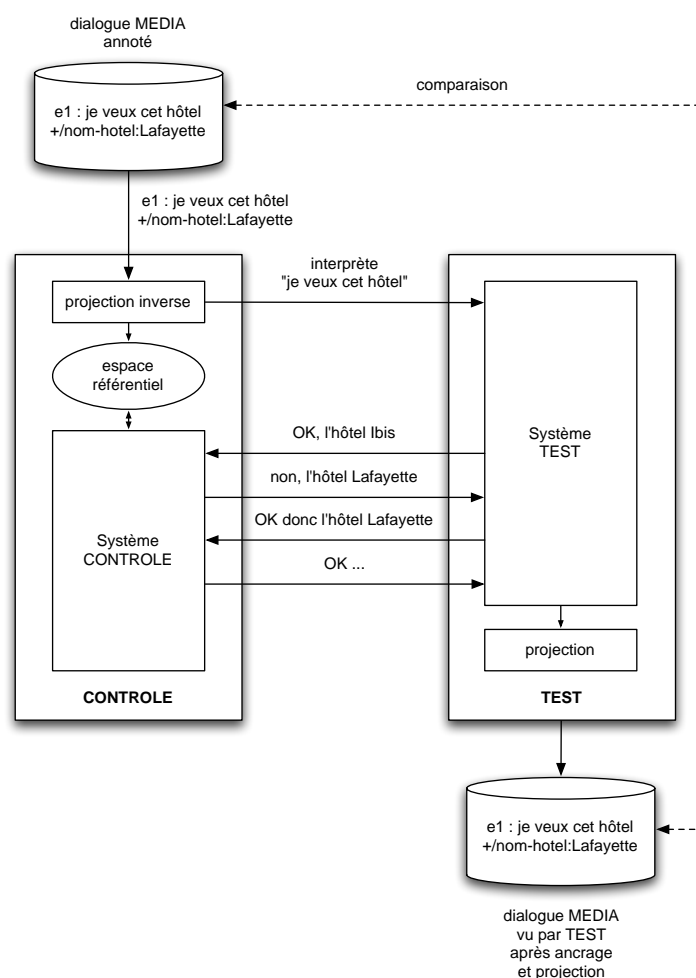 dialogue MEDIA
annoté
e1 : je veux cet hôtel
+/nom-hotel:Lafayette
comparaison
e1 : je veux cet hôtel
+/nom-hotel:Lafayette
projection inverse
interprète
"je veux cet hôtel"
espace
référentiel
OK, l'hôtel Ibis
non, l'hôtel Lafayette
OK donc l'hôtel Lafayette
OK ...
Système
CONTROLE
Système
TEST
projection
CONTROLE
TEST
e1 : je veux cet hôtel
+/nom-hotel:Lafayette
dialogue MEDIA
vu par TEST
après ancrage
et projection